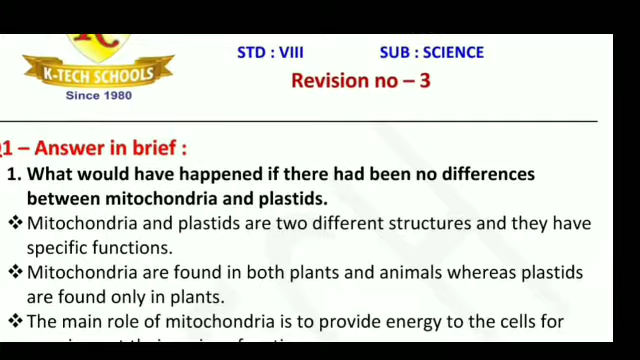 K-TECH SCHOOLS
Since 1980
STD : VIII SUB : SCIENCE
Revision no – 3
Q1 – Answer in brief :
1. What would have happened if there had been no differences
between mitochondria and plastids.
❖ Mitochondria and plastids are two different structures and they have
specific functions.
❖ Mitochondria are found in both plants and animals whereas plastids
are found only in plants.
❖ The main role of mitochondria is to provide energy to the cells for